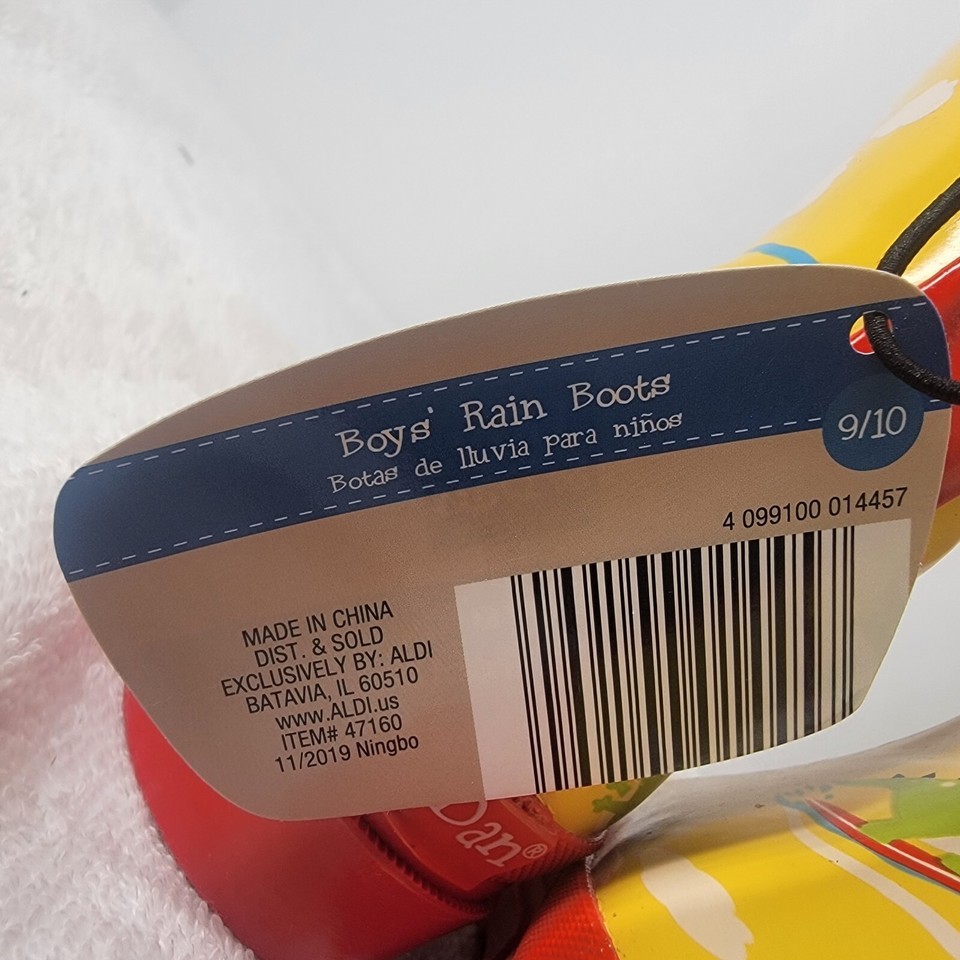 Boys' Rain Boots
Botas de lluvia para niños
9/10
4 099100 014457
MADE IN CHINA
DIST. & SOLD
EXCLUSIVELY BY: ALDI
BATAVIA, IL 60510
www.ALDI.us
ITEM# 47160
11/2019 Ningbo
Dan®